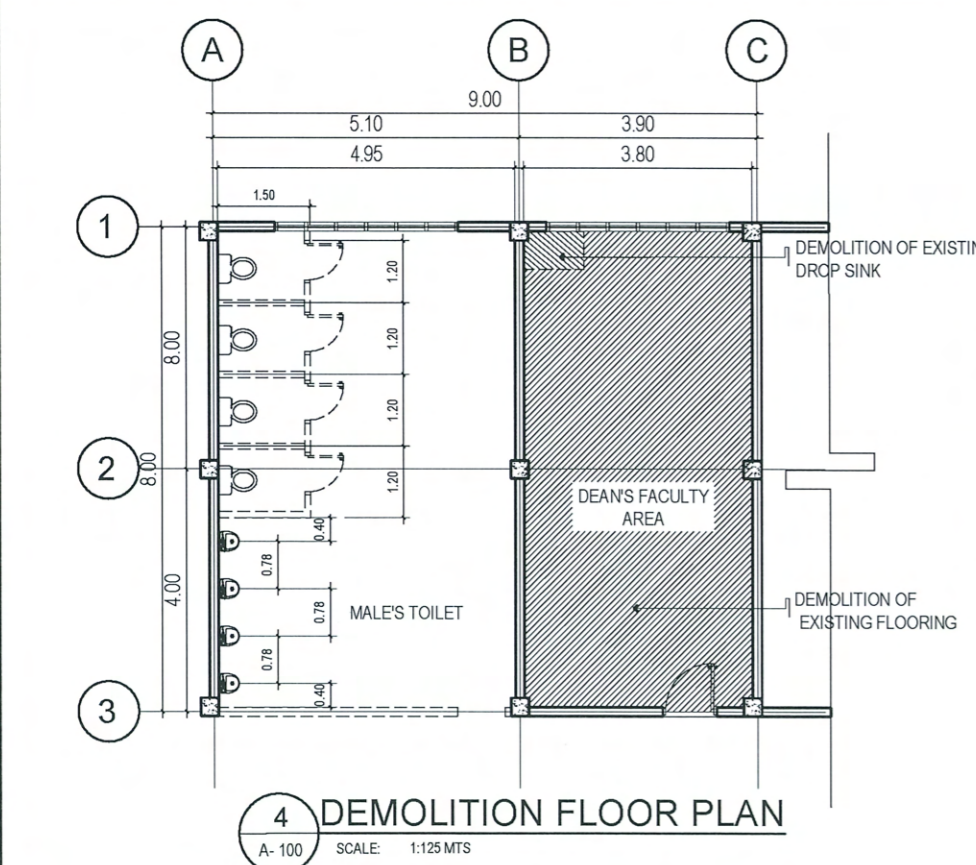 A
B
C
9.00
5.10
3.90
4.95
3.80
1.50
1
DEMOLITION OF EXISTIN
DROP SINK
1.20
1.20
8.00
1.20
2
8.00
1.20
DEAN'S FACULTY
AREA
0.40
0.78
4.00
0.78
MALE'S TOILET
DEMOLITION OF
EXISTING FLOORING
0.78
0.40
3
4
DEMOLITION FLOOR PLAN
A- 100
SCALE: 1:125 MTS